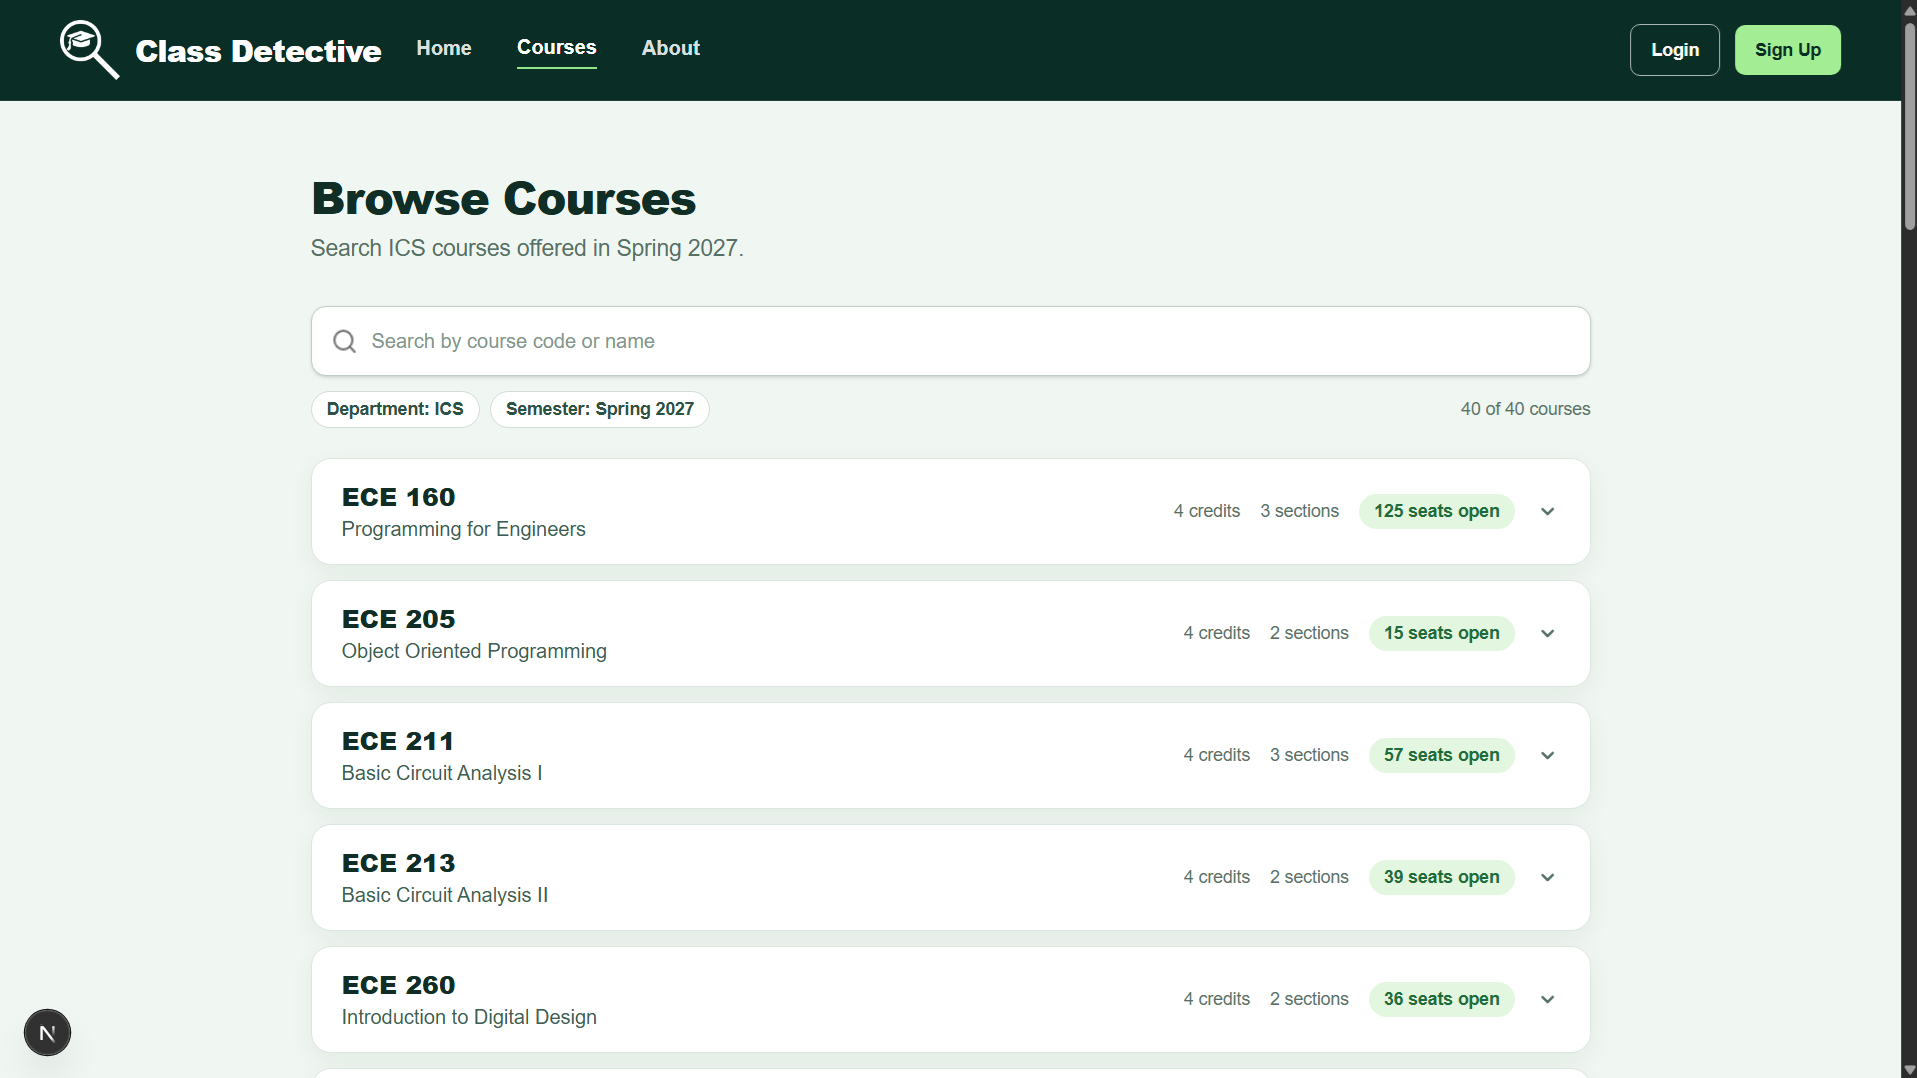 Class Detective
Home
Courses
About
Login
Sign Up
Browse Courses
Search ICS courses offered in Spring 2027.
Search by course code or name
Department: ICS
Semester: Spring 2027
40 of 40 courses
ECE 160
Programming for Engineers
4 credits
3 sections
125 seats open
ECE 205
Object Oriented Programming
4 credits
2 sections
15 seats open
ECE 211
Basic Circuit Analysis I
4 credits
3 sections
57 seats open
ECE 213
Basic Circuit Analysis II
4 credits
2 sections
39 seats open
ECE 260
Introduction to Digital Design
4 credits
2 sections
36 seats open
N